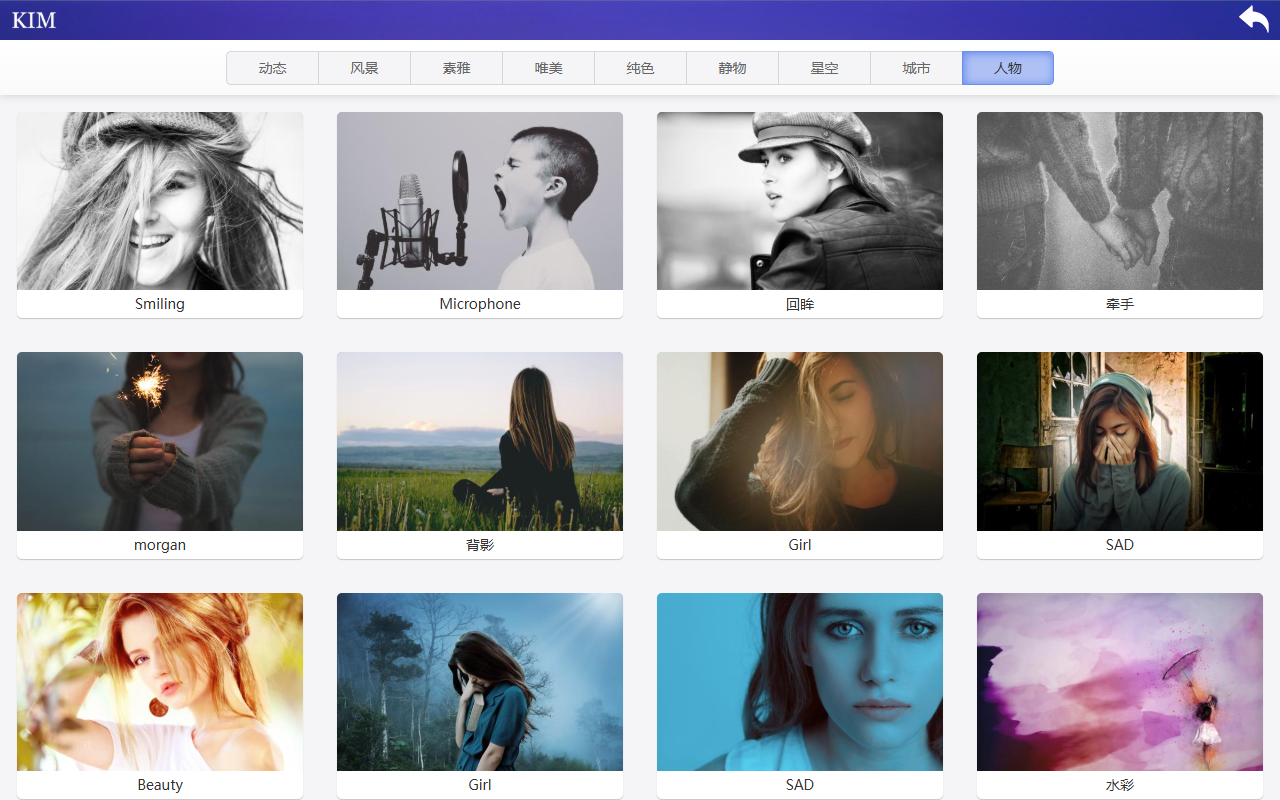 KIM
动态 风景 素雅 唯美 纯色 静物 星空 城市 人物
Smiling
Microphone
回眸
牵手
morgan
背影
Girl
SAD
Beauty
Girl
SAD
水彩